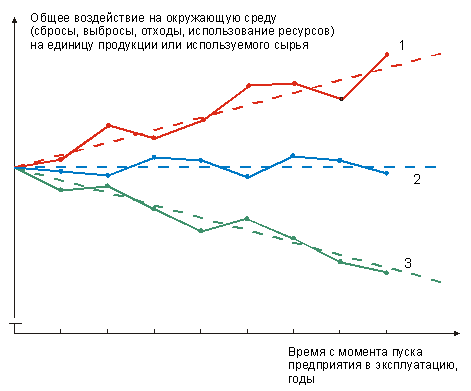 Общее воздействие на окружающую среду
(сбросы, выбросы, отходы, использование ресурсов)
на единицу продукции или используемого сырья
1
2
3
Время с момента пуска
предприятия в эксплуатацию,
годы